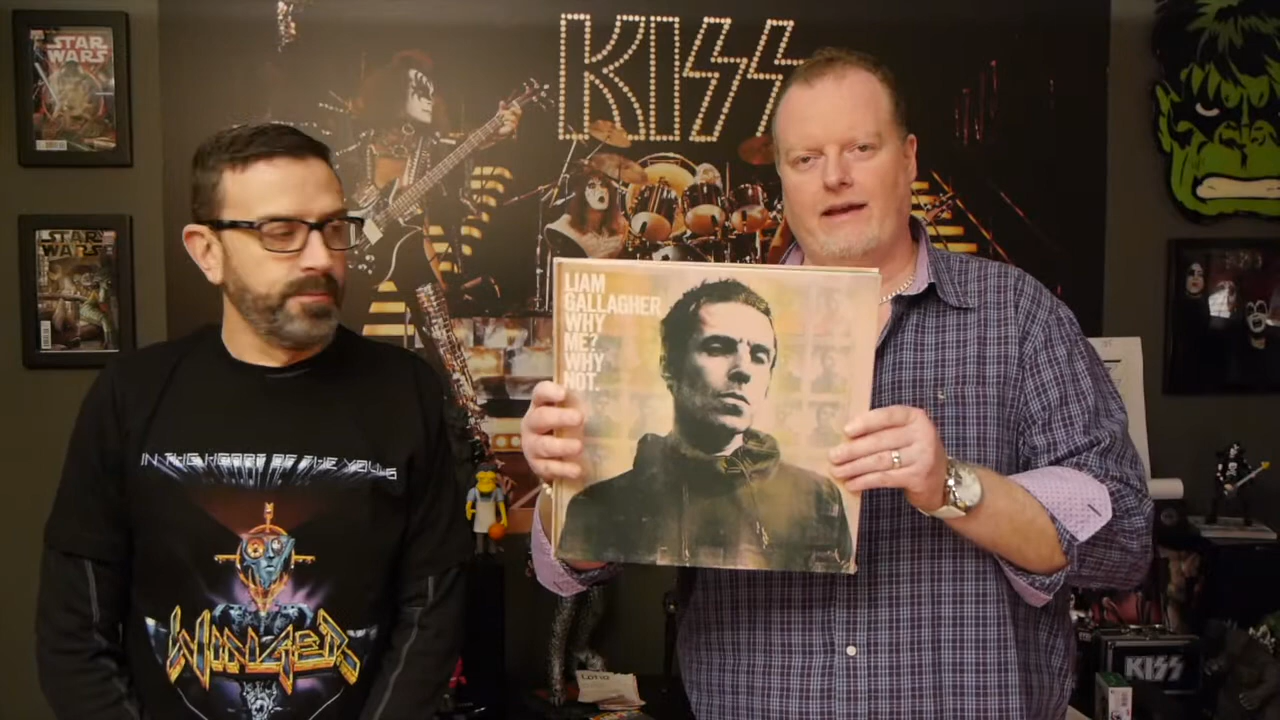 STAR
WARS
KISS
STAR
WARS
LIAM
GALLAGHER
WHY
ME?
WHY
NOT.
IN THE HEART OF THE YOUNG
WINGER
KISS